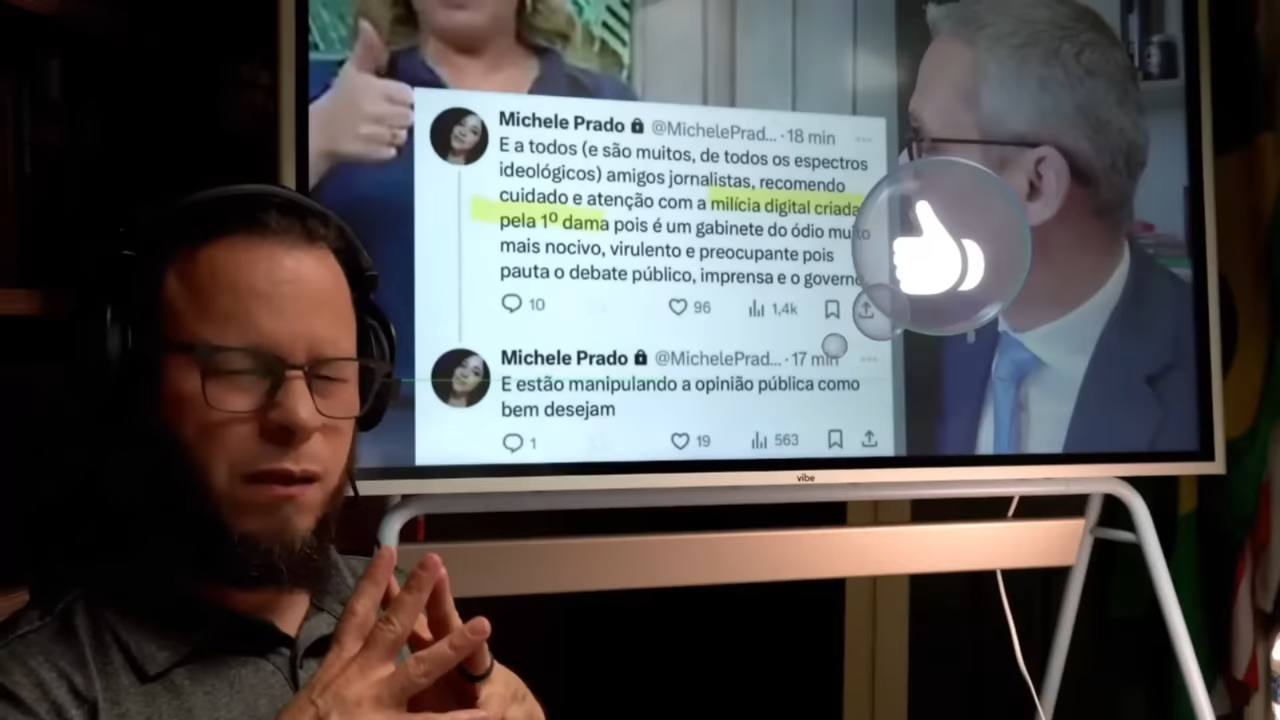 Michele Prado @MichelePrad... · 18 min
E a todos (e são muitos, de todos os espectros
ideológicos) amigos jornalistas, recomendo
cuidado e atenção com a milícia digital criada
pela 1º dama pois é um gabinete do ódio muito
mais nocivo, virulento e preocupante pois
pauta o debate público, imprensa e o governo
10 96 1,4k
Michele Prado @MichelePrad... · 17 min
E estão manipulando a opinião pública como
bem desejam
1 19 563
vibe